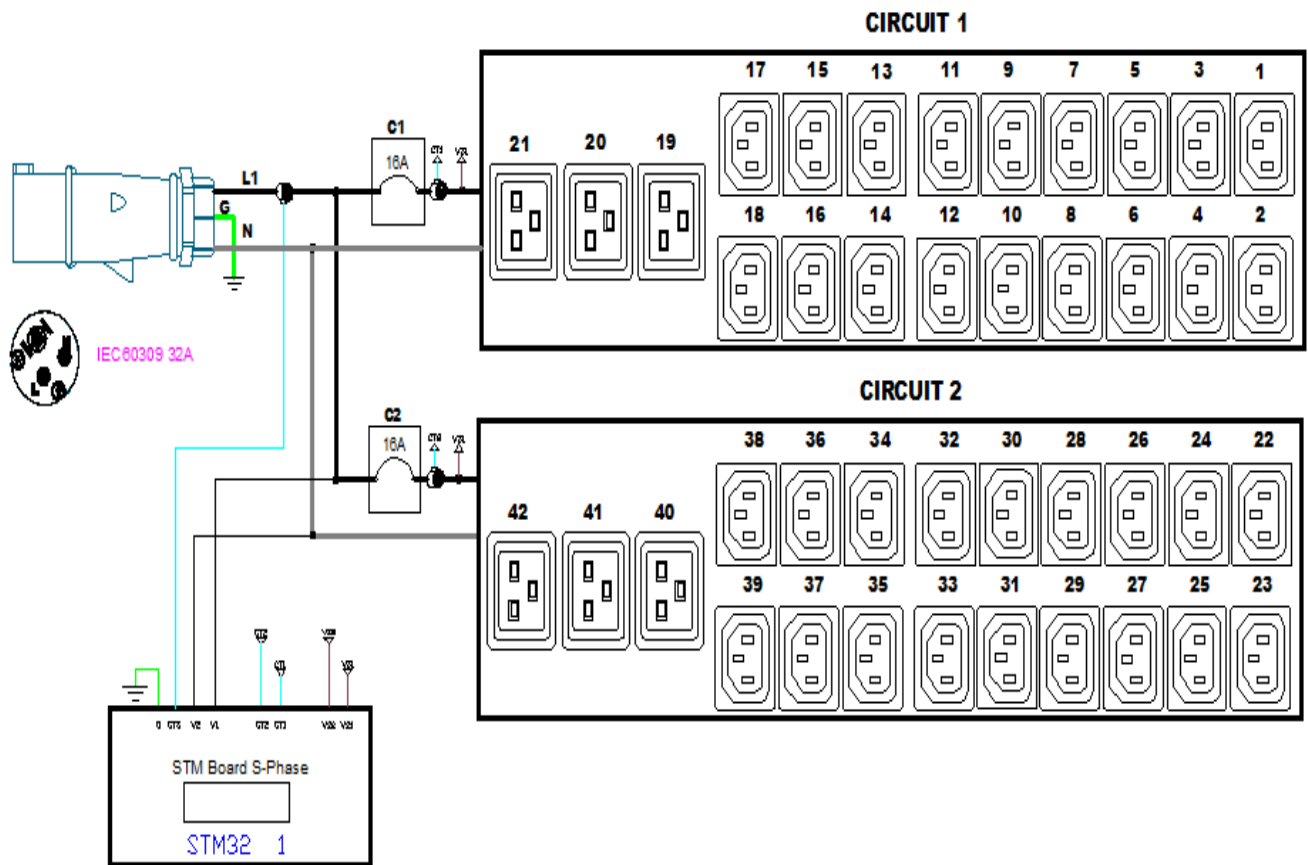 CIRCUIT 1
17 15 13 11 9 7 5 3 1
C1
16A
21 20 19
L1
G
N
18 16 14 12 10 8 6 4 2
IEC60309 32A
L
CIRCUIT 2
C2
16A
38 36 34 32 30 28 26 24 22
42 41 40
39 37 35 33 31 29 27 25 23
G V2 V1 CT2
STM Board S-Phase
STM32 1